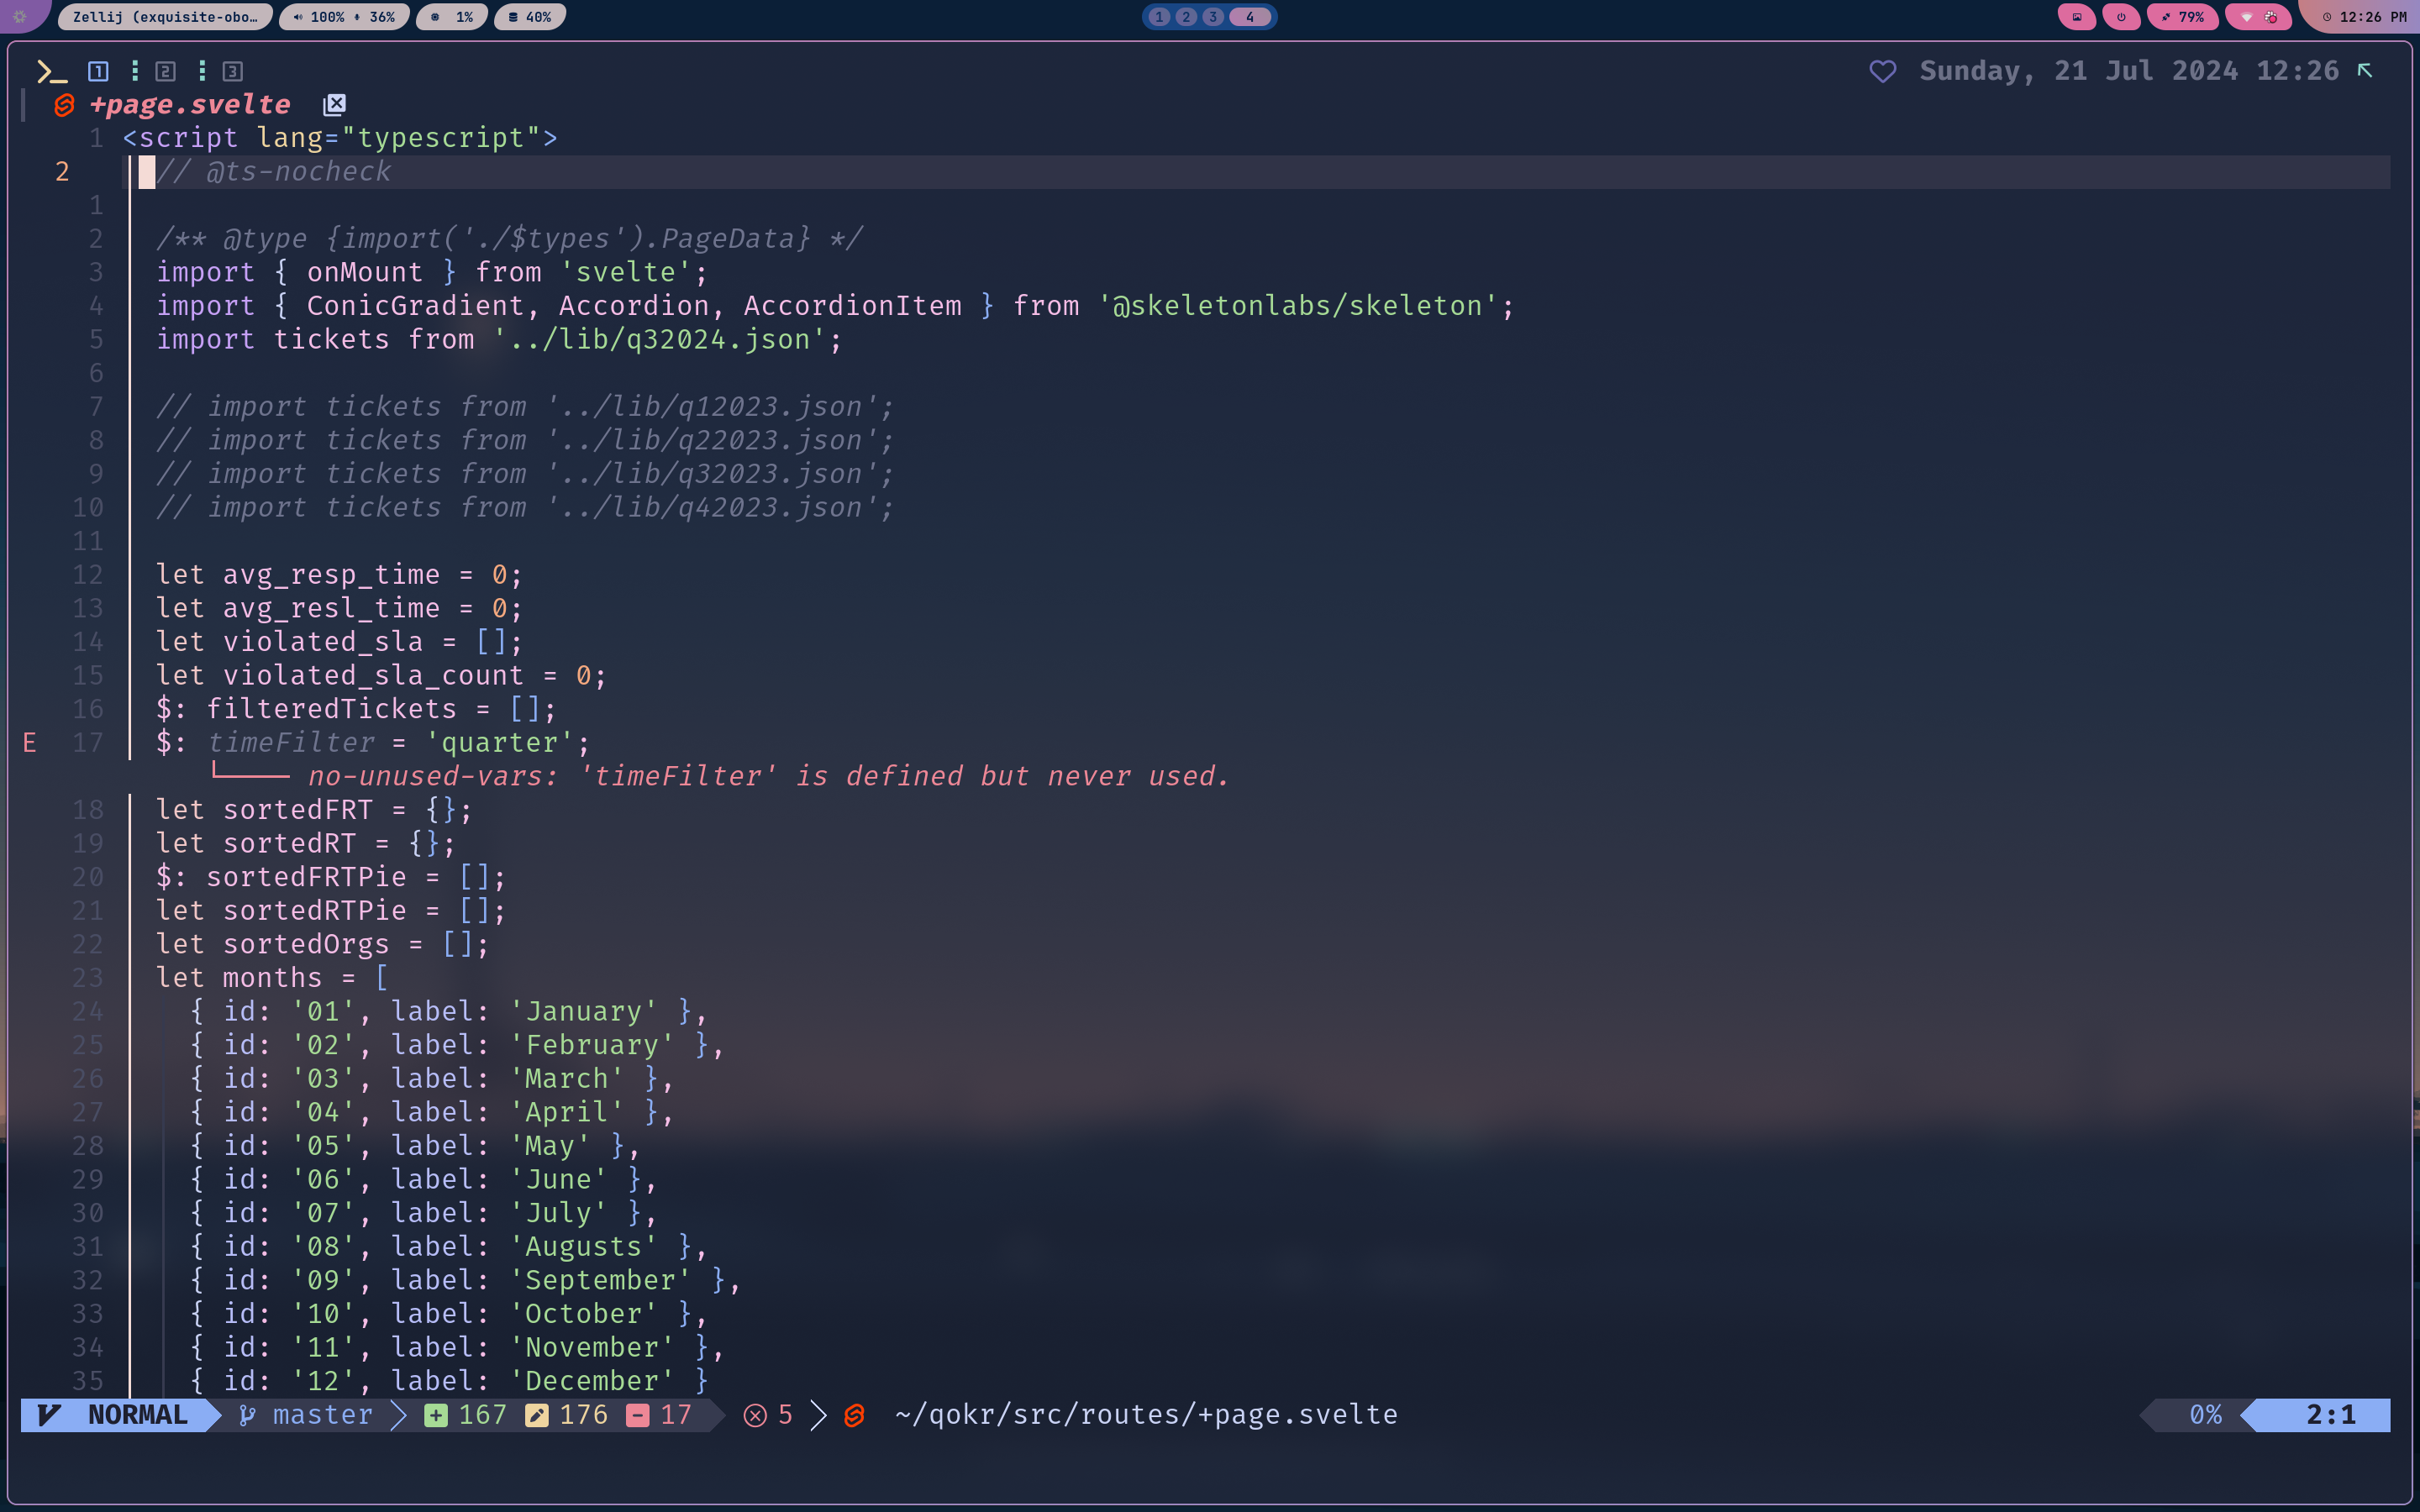 Zellij (exquisite-obo… 100% 36% 1% 40% 1 2 3 4 79% 12:26 PM
1 2 3 Sunday, 21 Jul 2024 12:26
+page.svelte
1 <script lang="typescript">
2 // @ts-nocheck
1
2 /** @type {import('./$types').PageData} */
3 import { onMount } from 'svelte';
4 import { ConicGradient, Accordion, AccordionItem } from '@skeletonlabs/skeleton';
5 import tickets from '../lib/q32024.json';
6
7 // import tickets from '../lib/q12023.json';
8 // import tickets from '../lib/q22023.json';
9 // import tickets from '../lib/q32023.json';
10 // import tickets from '../lib/q42023.json';
11
12 let avg_resp_time = 0;
13 let avg_resl_time = 0;
14 let violated_sla = [];
15 let violated_sla_count = 0;
16 $: filteredTickets = [];
E 17 $: timeFilter = 'quarter';
no-unused-vars: 'timeFilter' is defined but never used.
18 let sortedFRT = {};
19 let sortedRT = {};
20 $: sortedFRTPie = [];
21 let sortedRTPie = [];
22 let sortedOrgs = [];
23 let months = [
24 { id: '01', label: 'January' },
25 { id: '02', label: 'February' },
26 { id: '03', label: 'March' },
27 { id: '04', label: 'April' },
28 { id: '05', label: 'May' },
29 { id: '06', label: 'June' },
30 { id: '07', label: 'July' },
31 { id: '08', label: 'Augusts' },
32 { id: '09', label: 'September' },
33 { id: '10', label: 'October' },
34 { id: '11', label: 'November' },
35 { id: '12', label: 'December' }
NORMAL master 167 176 17 5 ~/qokr/src/routes/+page.svelte 0% 2:1